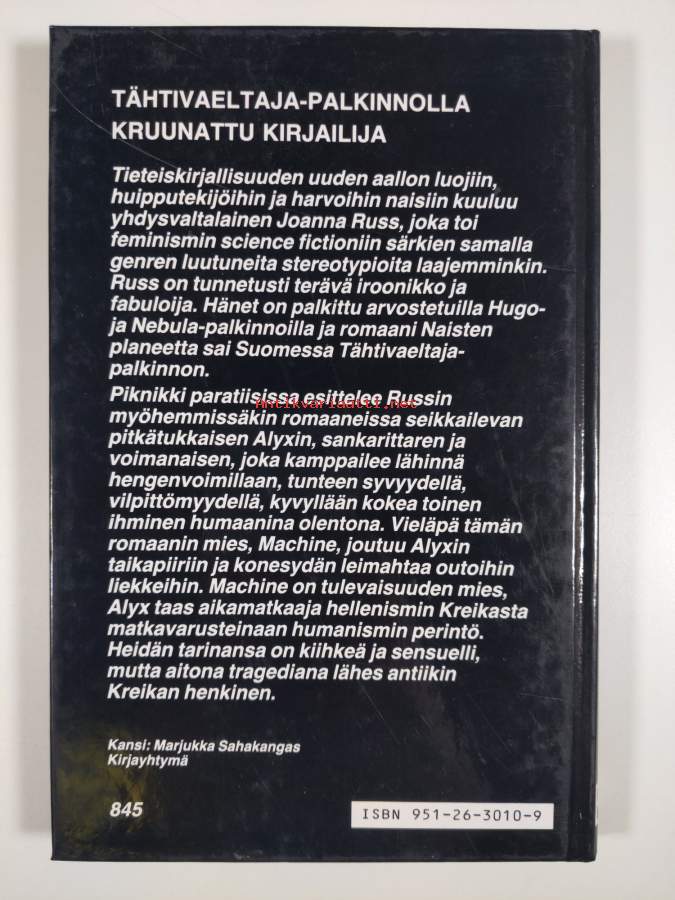 TÄHTIVAELTAJA-PALKINNOLLA
KRUUNATTU KIRJAILIJA
Tieteiskirjallisuuden uuden aallon luojiin,
huipputekijöihin ja harvoihin naisiin kuuluu
yhdysvaltalainen Joanna Russ, joka toi
feminismin science fictioniin särkien samalla
genren luutuneita stereotypioita laajemminkin.
Russ on tunnetusti terävä iroonikko ja
fabuloija. Hänet on palkittu arvostetuilla Hugo-
ja Nebula-palkinnoilla ja romaani Naisten
planeetta sai Suomessa Tähtivaeltaja-
palkinnon.
Piknikki paratiisissa esittelee Russin
Antikvariaatti.net
myöhemmissäkin romaaneissa seikkailevan
pitkätukkaisen Alyxin, sankarittaren ja
voimanaisen, joka kamppailee lähinnä
hengenvoimillaan, tunteen syvyydellä,
vilpittömyydellä, kyvyllään kokea toinen
ihminen humaanina olentona. Vieläpä tämän
romaanin mies, Machine, joutuu Alyxin
taikapiiriin ja konesydän leimahtaa outoihin
liekkeihin. Machine on tulevaisuuden mies,
Alyx taas aikamatkaaja hellenismin Kreikasta
matkavarusteinaan humanismin perintö.
Heidän tarinansa on kiihkeä ja sensuelli,
mutta aitona tragediana lähes antiikin
Kreikan henkinen.
Kansi: Marjukka Sahakangas
Kirjayhtymä
845
ISBN 951-26-3010-9